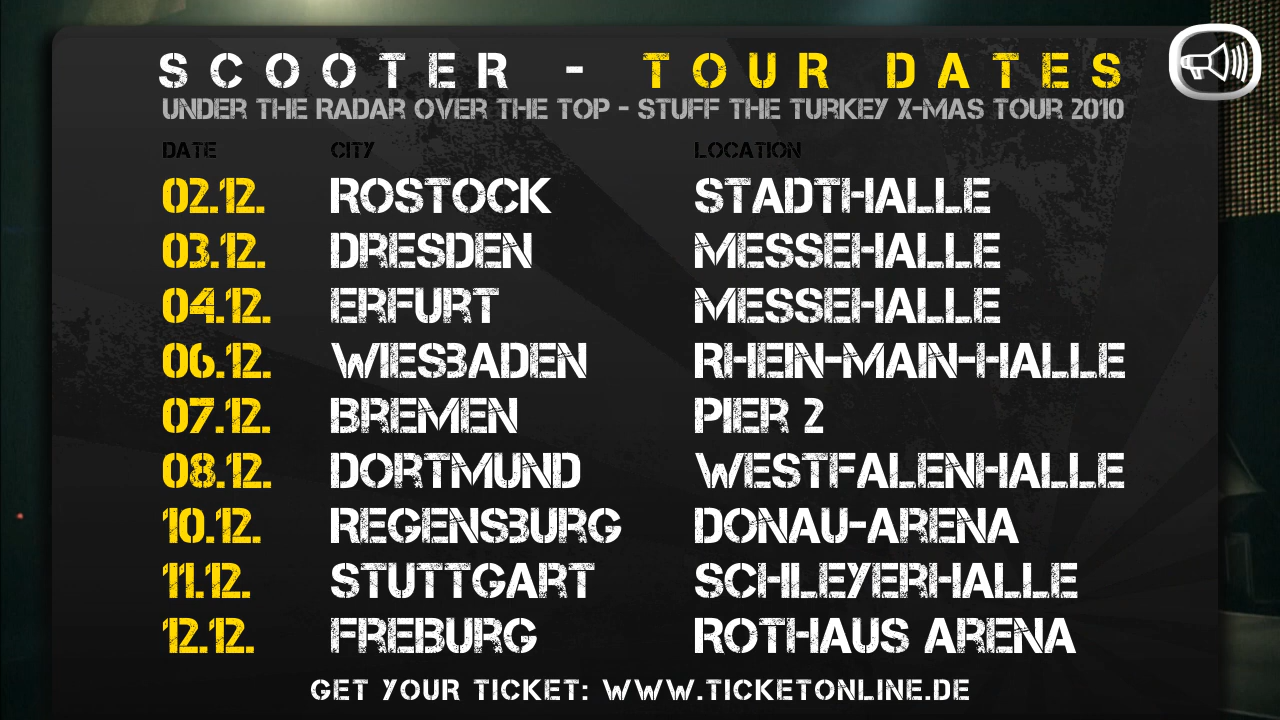 SCOOTER - TOUR DATES
UNDER THE RADAR OVER THE TOP - STUFF THE TURKEY X-MAS TOUR 2010
DATE CITY LOCATION
02.12. ROSTOCK STADTHALLE
03.12. DRESDEN MESSEHALLE
04.12. ERFURT MESSEHALLE
06.12. WIESBADEN RHEIN-MAIN-HALLE
07.12. BREMEN PIER 2
08.12. DORTMUND WESTFALENHALLE
10.12. REGENSBURG DONAU-ARENA
11.12. STUTTGART SCHLEYERHALLE
12.12. FREBURG ROTHAUS ARENA
GET YOUR TICKET: WWW.TICKETONLINE.DE